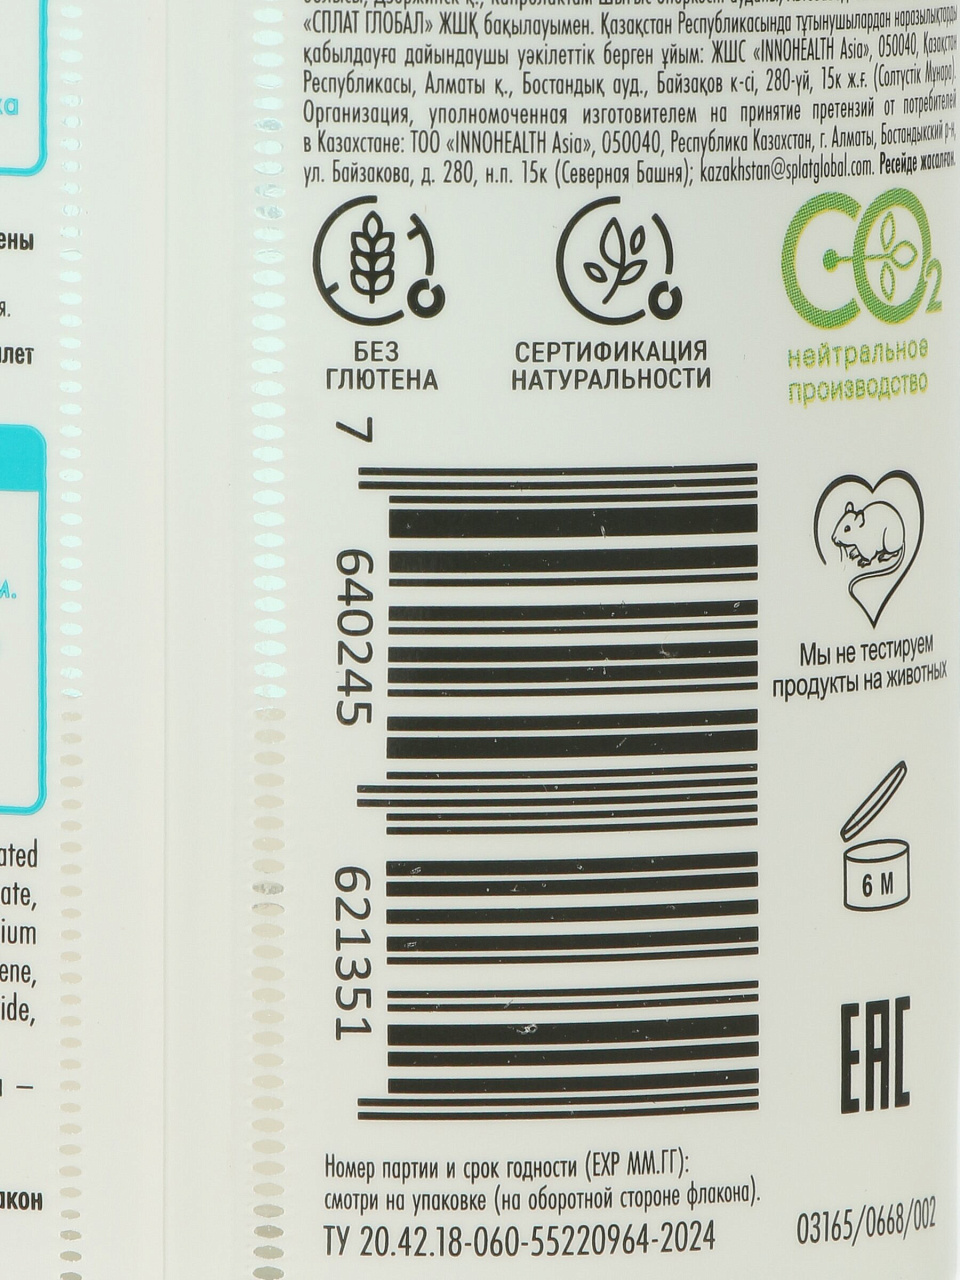 «СПЛАТ ГЛОБАЛ» ЖШҚ бақылауымен. Қазақстан Республикасында тұтынушылардан наразылықтарды
қабылдауға дайындаушы уәкілеттік берген ұйым: ЖШС «INNOHEALTH Asia», 050040, Қазақстан
Республикасы, Алматы қ., Бостандық ауд., Байзақов к-сі, 280-үй, 15к ж.ғ. (Солтүстік Мұнара).
Организация, уполномоченная изготовителем на принятие претензий от потребителей
в Казахстане: ТОО «INNOHEALTH Asia», 050040, Республика Казахстан, г. Алматы, Бостандыкский р-н,
ул. Байзакова, д. 280, н.п. 15к (Северная Башня); kazakhstan@splatglobal.com. Ресейде жасалған.
БЕЗ
ГЛЮТЕНА
СЕРТИФИКАЦИЯ
НАТУРАЛЬНОСТИ
CO2
нейтральное
производство
7 640245 621351
Мы не тестируем
продукты на животных
6 M
EAC
Номер партии и срок годности (EXP ММ.ГГ):
смотри на упаковке (на оборотной стороне флакона).
ТУ 20.42.18-060-55220964-2024
03165/0668/002